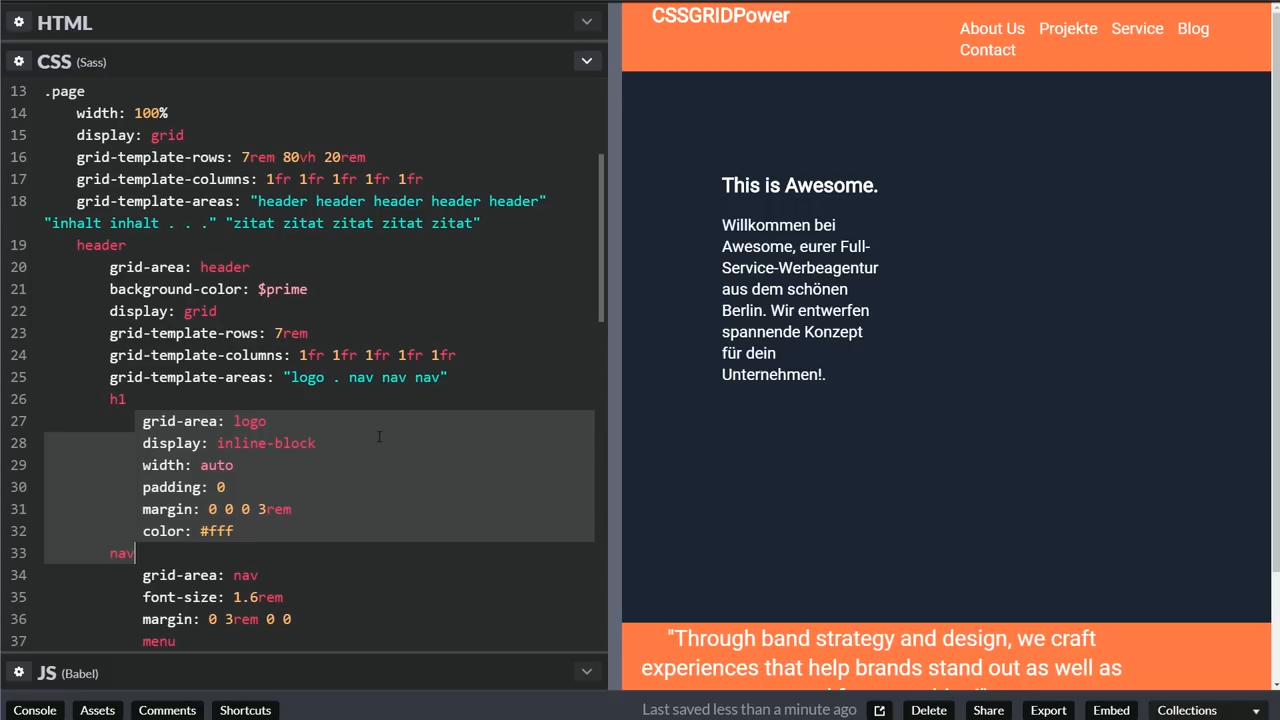 HTML
CSS (Sass)
13 .page
14 width: 100%
15 display: grid
16 grid-template-rows: 7rem 80vh 20rem
17 grid-template-columns: 1fr 1fr 1fr 1fr 1fr
18 grid-template-areas: "header header header header header"
"inhalt inhalt . . ." "zitat zitat zitat zitat zitat"
19 header
20 grid-area: header
21 background-color: $prime
22 display: grid
23 grid-template-rows: 7rem
24 grid-template-columns: 1fr 1fr 1fr 1fr 1fr
25 grid-template-areas: "logo . nav nav nav"
26 h1
27 grid-area: logo
28 display: inline-block
29 width: auto
30 padding: 0
31 margin: 0 0 0 3rem
32 color: #fff
33 nav
34 grid-area: nav
35 font-size: 1.6rem
36 margin: 0 3rem 0 0
37 menu
JS (Babel)
CSSGRIDPower
About Us Projekte Service Blog
Contact
This is Awesome.
Willkommen bei
Awesome, eurer Full-
Service-Werbeagentur
aus dem schönen
Berlin. Wir entwerfen
spannende Konzept
für dein
Unternehmen!.
"Through band strategy and design, we craft
experiences that help brands stand out as well as
Console Assets Comments Shortcuts
Last saved less than a minute ago Delete Share Export Embed Collections